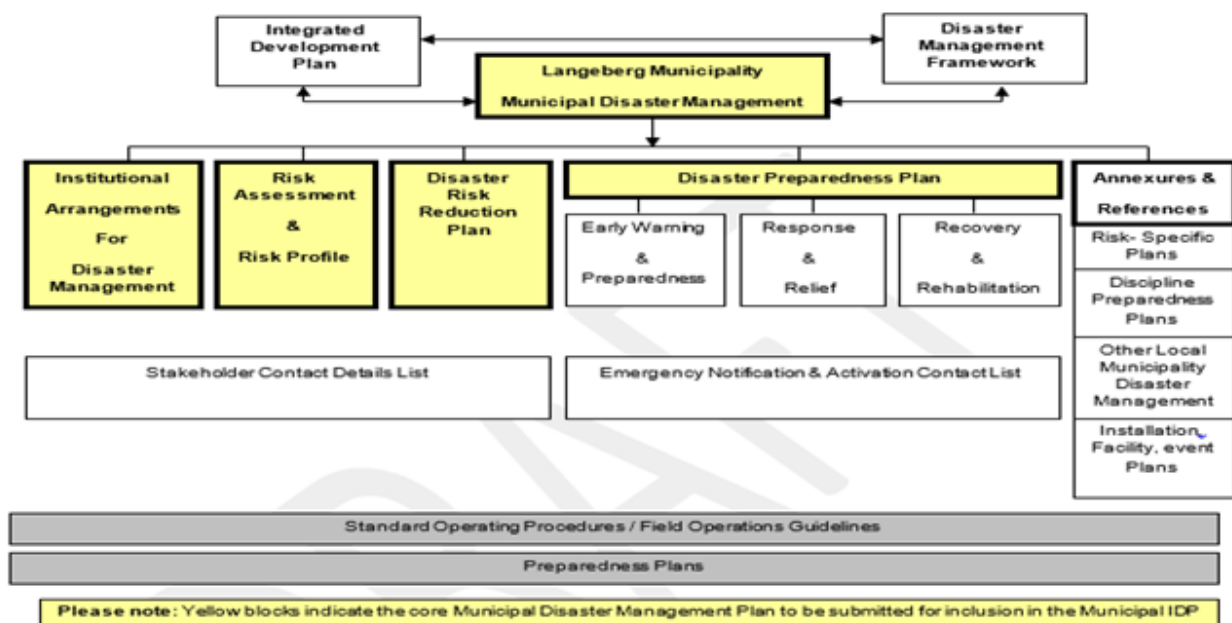 Integrated
Development
Plan
Disaster
Management
Framework
Langeberg Municipality
Municipal Disaster Management
Institutional
Arrangements
For
Disaster
Management
Risk
Assessment
&
Risk Profile
Disaster
Risk
Reduction
Plan
Disaster Preparedness Plan
Early Warning
&
Preparedness
Response
&
Relief
Recovery
&
Rehabilitation
Annexures &
References
Risk- Specific
Plans
Discipline
Preparedness
Plans
Other Local
Municipality
Disaster
Management
Installation,
Facility, event
Plans
Stakeholder Contact Details List
Emergency Notification & Activation Contact List
Standard Operating Procedures / Field Operations Guidelines
Preparedness Plans
Please note: Yellow blocks indicate the core Municipal Disaster Management Plan to be submitted for inclusion in the Municipal IDP
DRAFT